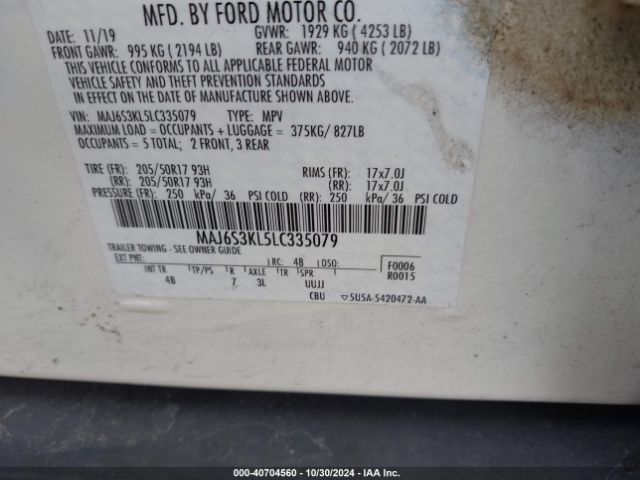 MFD. BY FORD MOTOR CO.
DATE: 11/19 GVWR: 1929 KG ( 4253 LB)
FRONT GAWR: 995 KG ( 2194 LB) REAR GAWR: 940 KG ( 2072 LB)
THIS VEHICLE CONFORMS TO ALL APPLICABLE FEDERAL MOTOR
VEHICLE SAFETY AND THEFT PREVENTION STANDARDS
IN EFFECT ON THE DATE OF MANUFACTURE SHOWN ABOVE.
VIN: MAJ6S3KL5LC335079 TYPE: MPV
MAXIMUM LOAD = OCCUPANTS + LUGGAGE = 375KG/ 827LB
OCCUPANTS = 5 TOTAL; 2 FRONT, 3 REAR
TIRE (FR): 205/50R17 93H RIMS (FR): 17x7.0J
(RR): 205/50R17 93H (RR): 17x7.0J
PRESSURE (FR): 250 kPa/ 36 PSI COLD (RR): 250 kPa/ 36 PSI COLD
MAJ6S3KL5LC335079
TRAILER TOWING - SEE OWNER GUIDE
EXT PNT: RC: 48 DSO: F0006
R0015
INT TR TP/PS R AXLE TR SPR
4B 7 3L UUJJ
CBU ▽5U5A-5420472-AA
000-40704560 • 10/30/2024 • IAA Inc.